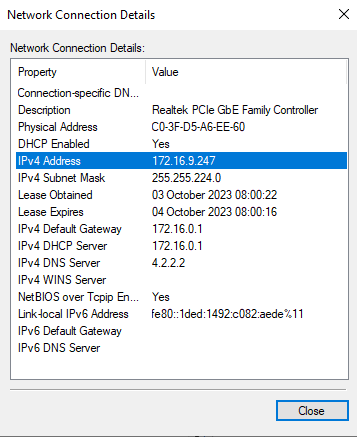 Network Connection Details
Network Connection Details:
Property Value
Connection-specific DN...
Description Realtek PCIe GbE Family Controller
Physical Address C0-3F-D5-A6-EE-60
DHCP Enabled Yes
IPv4 Address 172.16.9.247
IPv4 Subnet Mask 255.255.224.0
Lease Obtained 03 October 2023 08:00:22
Lease Expires 04 October 2023 08:00:16
IPv4 Default Gateway 172.16.0.1
IPv4 DHCP Server 172.16.0.1
IPv4 DNS Server 4.2.2.2
IPv4 WINS Server
NetBIOS over Tcpip En... Yes
Link-local IPv6 Address fe80::1ded:1492:c082:aede%11
IPv6 Default Gateway
IPv6 DNS Server
Close